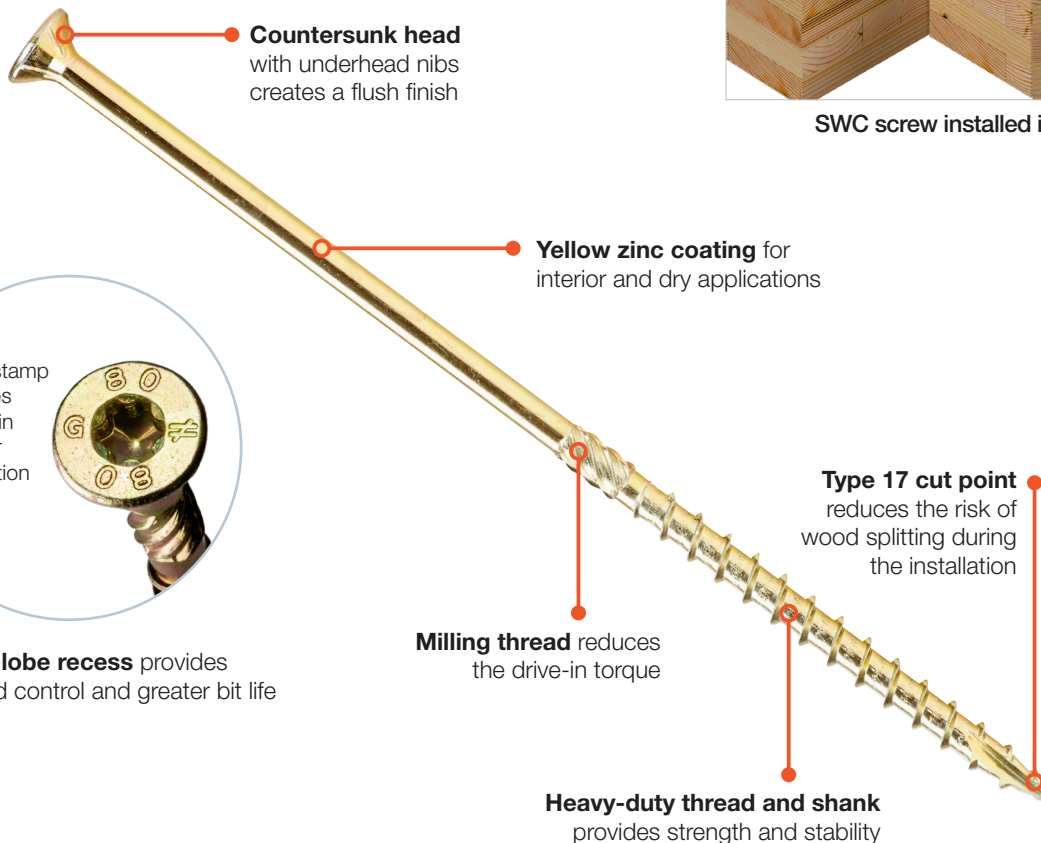 Countersunk head
with underhead nibs
creates a flush finish
SWC screw installed i
Yellow zinc coating for
interior and dry applications
stamp
es
in
r
tion
80
G
#
80
Type 17 cut point
reduces the risk of
wood splitting during
the installation
Milling thread reduces
the drive-in torque
-lobe recess provides
d control and greater bit life
Heavy-duty thread and shank
provides strength and stability